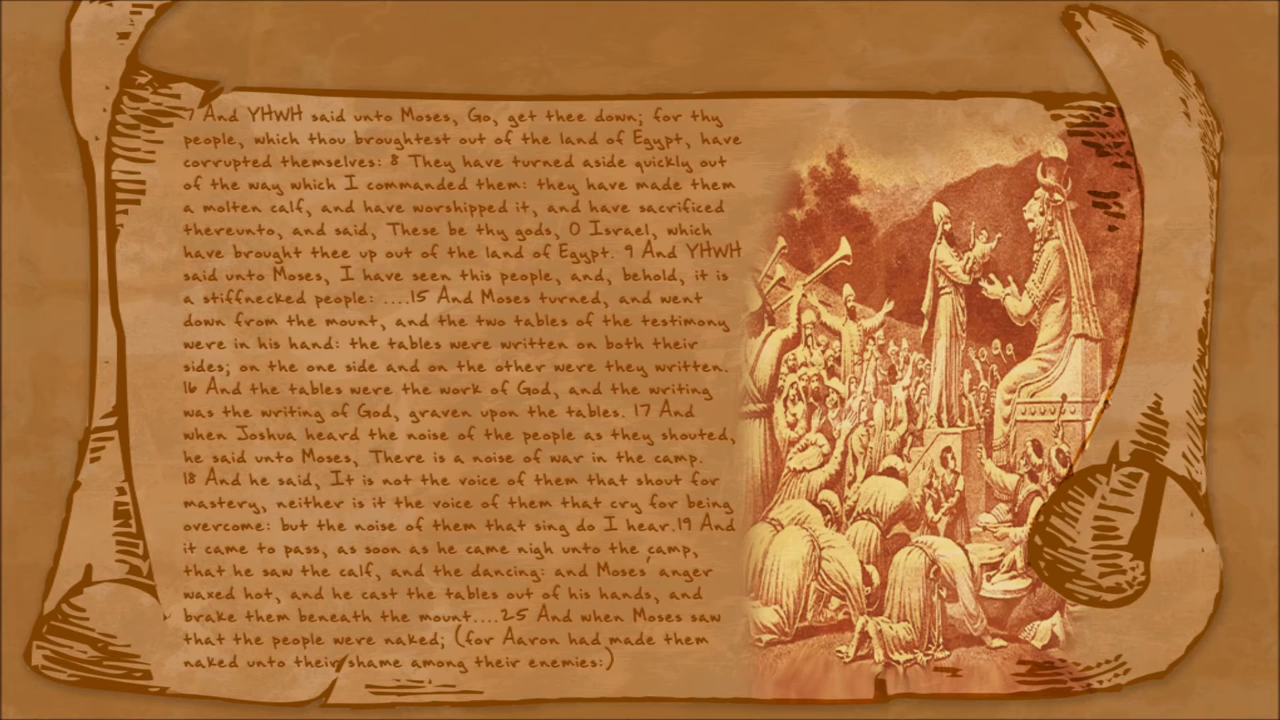 7 And YHWH said unto Moses, Go, get thee down; for thy
people, which thou broughtest out of the land of Egypt, have
corrupted themselves: 8 They have turned aside quickly out
of the way which I commanded them: they have made them
a molten calf, and have worshipped it, and have sacrificed
thereunto, and said, These be thy gods, O Israel, which
have brought thee up out of the land of Egypt. 9 And YHWH
said unto Moses, I have seen this people, and, behold, it is
a stiffnecked people: ....15 And Moses turned, and went
down from the mount, and the two tables of the testimony
were in his hand: the tables were written on both their
sides; on the one side and on the other were they written.
16 And the tables were the work of God, and the writing
was the writing of God, graven upon the tables. 17 And
when Joshua heard the noise of the people as they shouted,
he said unto Moses, There is a noise of war in the camp.
18 And he said, It is not the voice of them that shout for
mastery, neither is it the voice of them that cry for being
overcome: but the noise of them that sing do I hear.19 And
it came to pass, as soon as he came nigh unto the camp,
that he saw the calf, and the dancing: and Moses' anger
waxed hot, and he cast the tables out of his hands, and
brake them beneath the mount....25 And when Moses saw
that the people were naked; (for Aaron had made them
naked unto their shame among their enemies:)